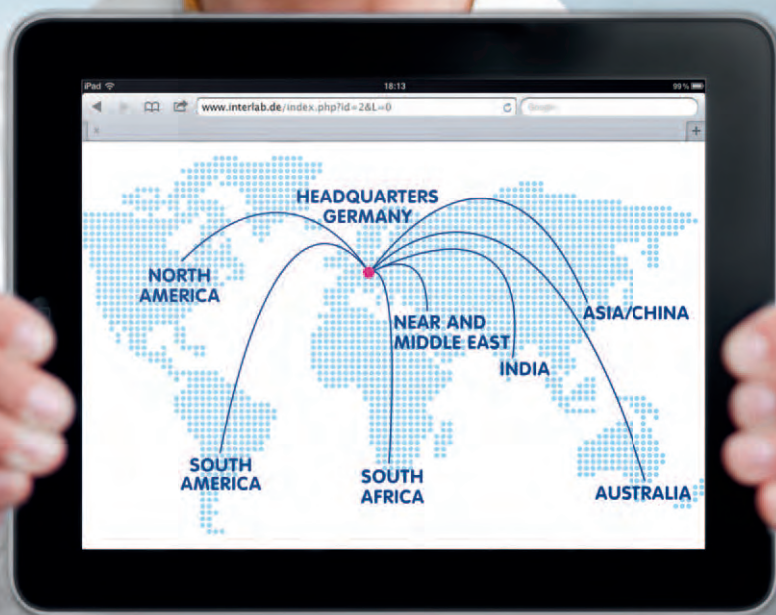 iPad
18:13
99%
www.interlab.de/index.php?id=2&L=0
Google
HEADQUARTERS
GERMANY
NORTH
AMERICA
NEAR AND
MIDDLE EAST
ASIA/CHINA
INDIA
SOUTH
AMERICA
SOUTH
AFRICA
AUSTRALIA